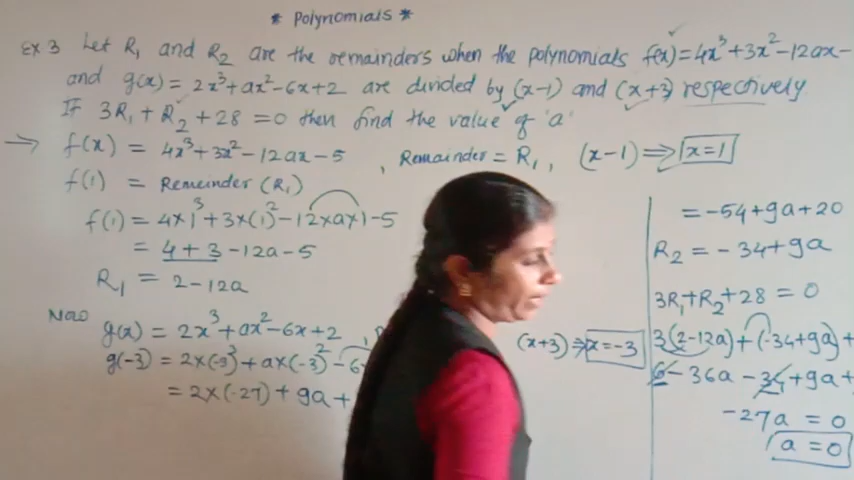 * Polynomials *
Ex 3 Let R₁ and R₂ are the remainders when the polynomials f(x) = 4x³+3x²-12ax-
and g(x) = 2x³+ax²-6x+2 are divided by (x-1) and (x+3) respectively
If 3R₁ + R₂ + 28 = 0 then find the value of 'a'
→ f(x) = 4x³+3x²-12ax-5 , Remainder = R₁, (x-1) ⟹ x=1
f(1) = Remeinder (R₁)
f(1) = 4×1³+3×(1)²-12×a×1-5
= 4+3-12a-5
R₁ = 2-12a
Now g(x) = 2x³+ax²-6x+2
(x+3) ⇒ x=-3
g(-3) = 2×(-3)³+a×(-3)²-6
= 2×(-27)+9a+
= -54+9a+20
R₂ = -34+9a
3R₁+R₂+28 = 0
3(2-12a)+(-34+9a)+
6-36a-34+9a+
-27a = 0
a = 0